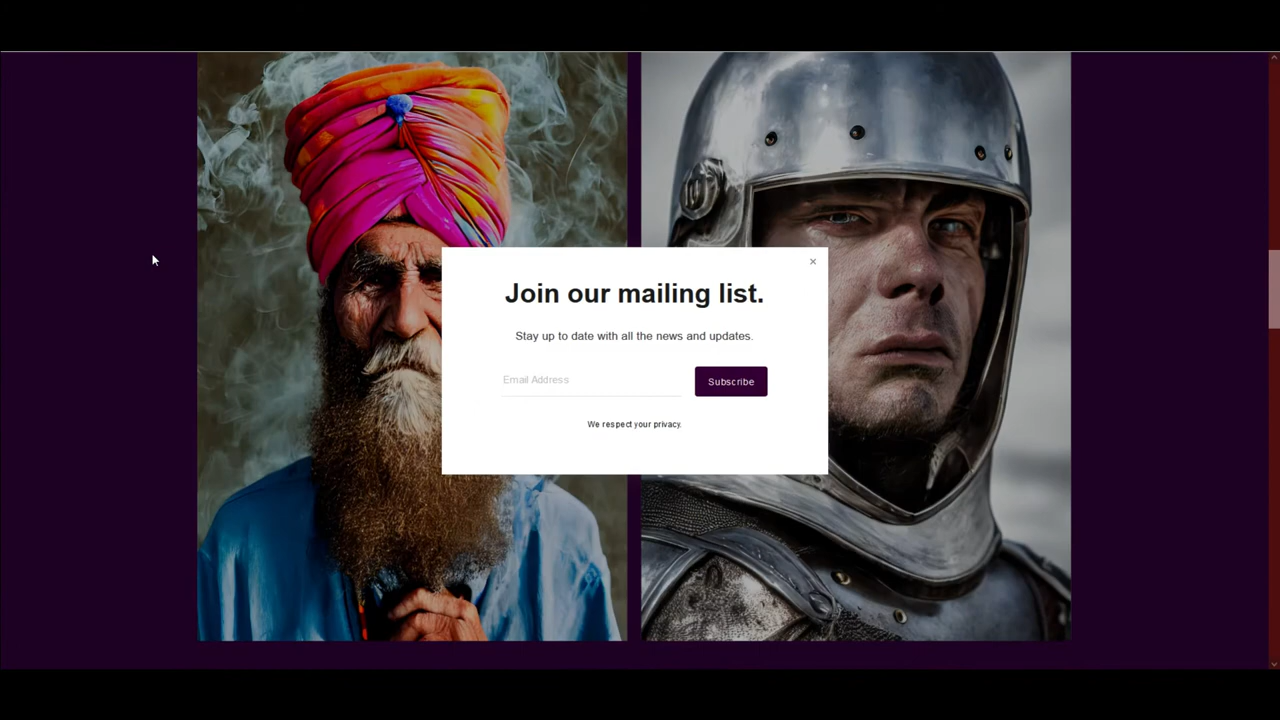 ×
Join our mailing list.
Stay up to date with all the news and updates.
Email Address
Subscribe
We respect your privacy.